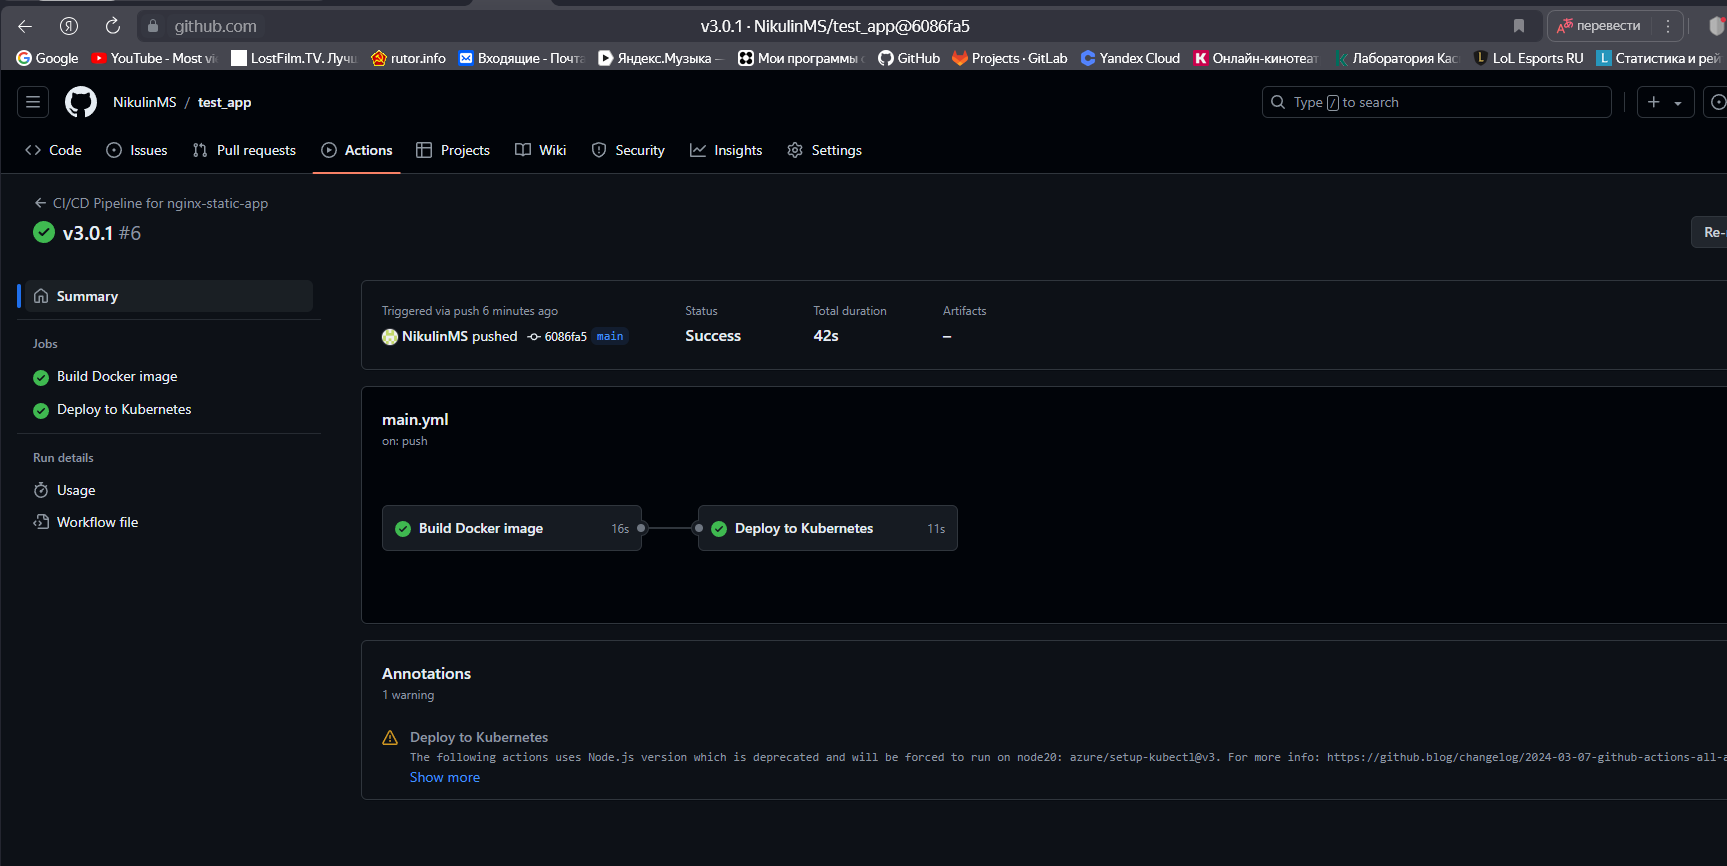 github.com
v3.0.1 · NikulinMS/test_app@6086fa5
перевести
Google
YouTube - Most vi
LostFilm.TV. Луч
rutor.info
Входящие - Почта
Яндекс.Музыка —
Мои программы
GitHub
Projects · GitLab
Yandex Cloud
Онлайн-кинотеат
Лаборатория Кас
LoL Esports RU
Статистика и рей
NikulinMS / test_app
Type / to search
Code
Issues
Pull requests
Actions
Projects
Wiki
Security
Insights
Settings
CI/CD Pipeline for nginx-static-app
v3.0.1 #6
Re-
Summary
Jobs
Build Docker image
Deploy to Kubernetes
Run details
Usage
Workflow file
Triggered via push 6 minutes ago
NikulinMS pushed 6086fa5 main
Status
Success
Total duration
42s
Artifacts
–
main.yml
on: push
Build Docker image 16s
Deploy to Kubernetes 11s
Annotations
1 warning
Deploy to Kubernetes
The following actions uses Node.js version which is deprecated and will be forced to run on node20: azure/setup-kubectl@v3. For more info: https://github.blog/changelog/2024-03-07-github-actions-all-a
Show more